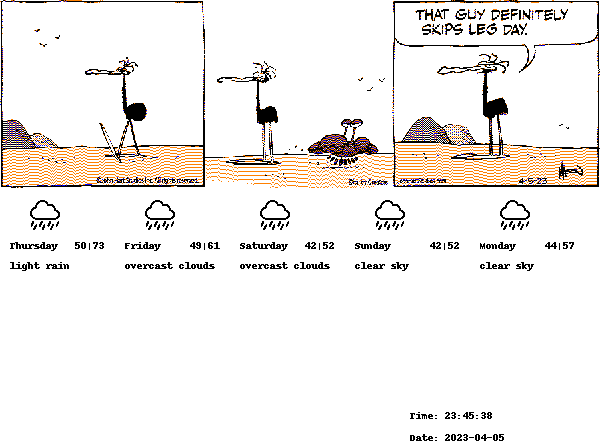 THAT GUY DEFINITELY
SKIPS LEG DAY.
4-5-23
Thursday 50|73 Friday 49|61 Saturday 42|52 Sunday 42|52 Monday 44|57
light rain overcast clouds overcast clouds clear sky clear sky
Time: 23:45:38
Date: 2023-04-05